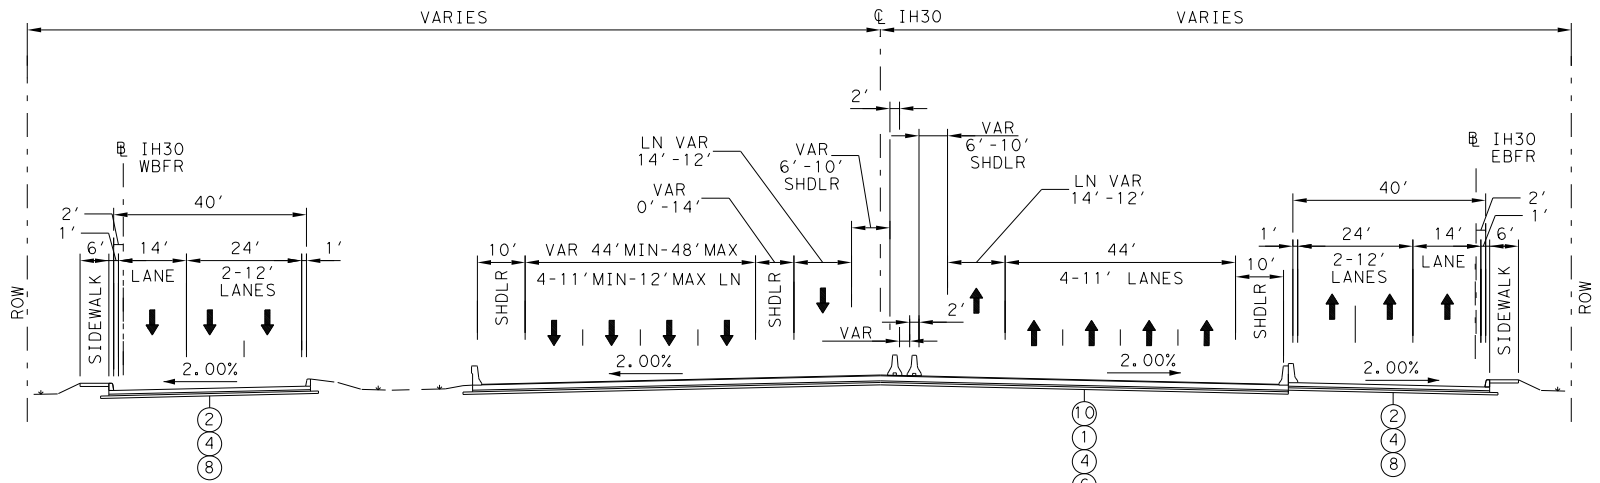 VARIES
℄ IH30
VARIES
2'
VAR
6'-10'
SHDLR
LN VAR
14'-12'
VAR
6'-10'
SHDLR
VAR
0'-14'
LN VAR
14'-12'
IH30
WBFR
IH30
EBFR
40'
40'
2'
1'
6'
14'
24'
1'
LANE
2-12'
LANES
SIDEWALK
ROW
10'
VAR 44'MIN-48'MAX
4-11'MIN-12'MAX LN
SHDLR
SHDLR
2'
VAR
44'
4-11' LANES
10'
SHDLR
1'
24'
14'
2'
1'
6'
2-12'
LANES
LANE
SIDEWALK
ROW
2.00%
2.00%
2.00%
2.00%
2
4
8
10
1
4
2
4
8